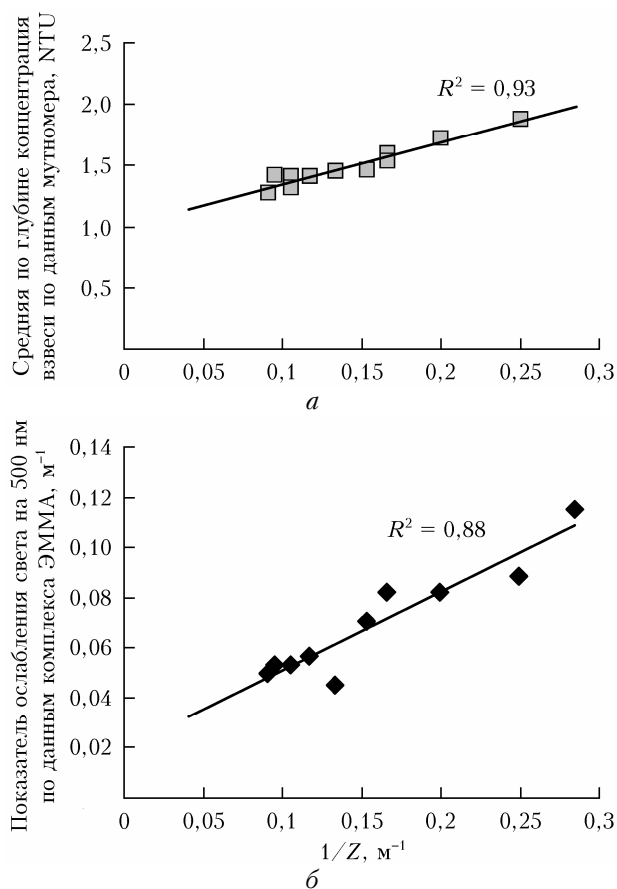 Средняя по глубине концентрация
взвеси по данным мутномера, NTU
2,5
2,0
1,5
1,0
0,5
R² = 0,93
0 0,05 0,1 0,15 0,2 0,25 0,3
а
Показатель ослабления света на 500 нм
по данным комплекса ЭММА, м⁻¹
0,14
0,12
0,10
0,08
0,06
0,04
0,02
R² = 0,88
0 0,05 0,1 0,15 0,2 0,25 0,3
1/Z, м⁻¹
б